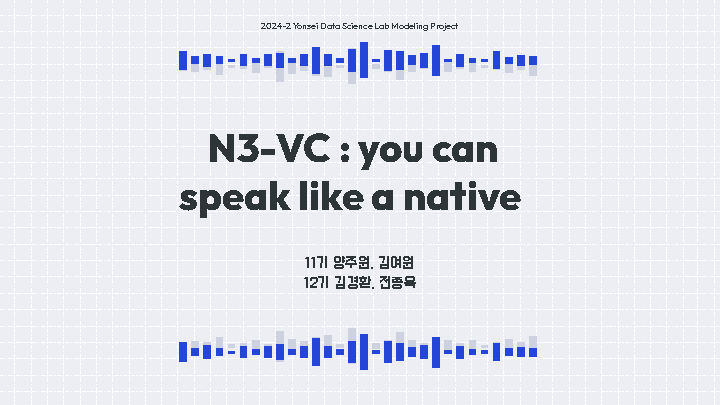 2024-2 Yonsei Data Science Lab Modeling Project
N3-VC : you can
speak like a native
11기 양주원, 김여원
12기 김경환, 전종욱